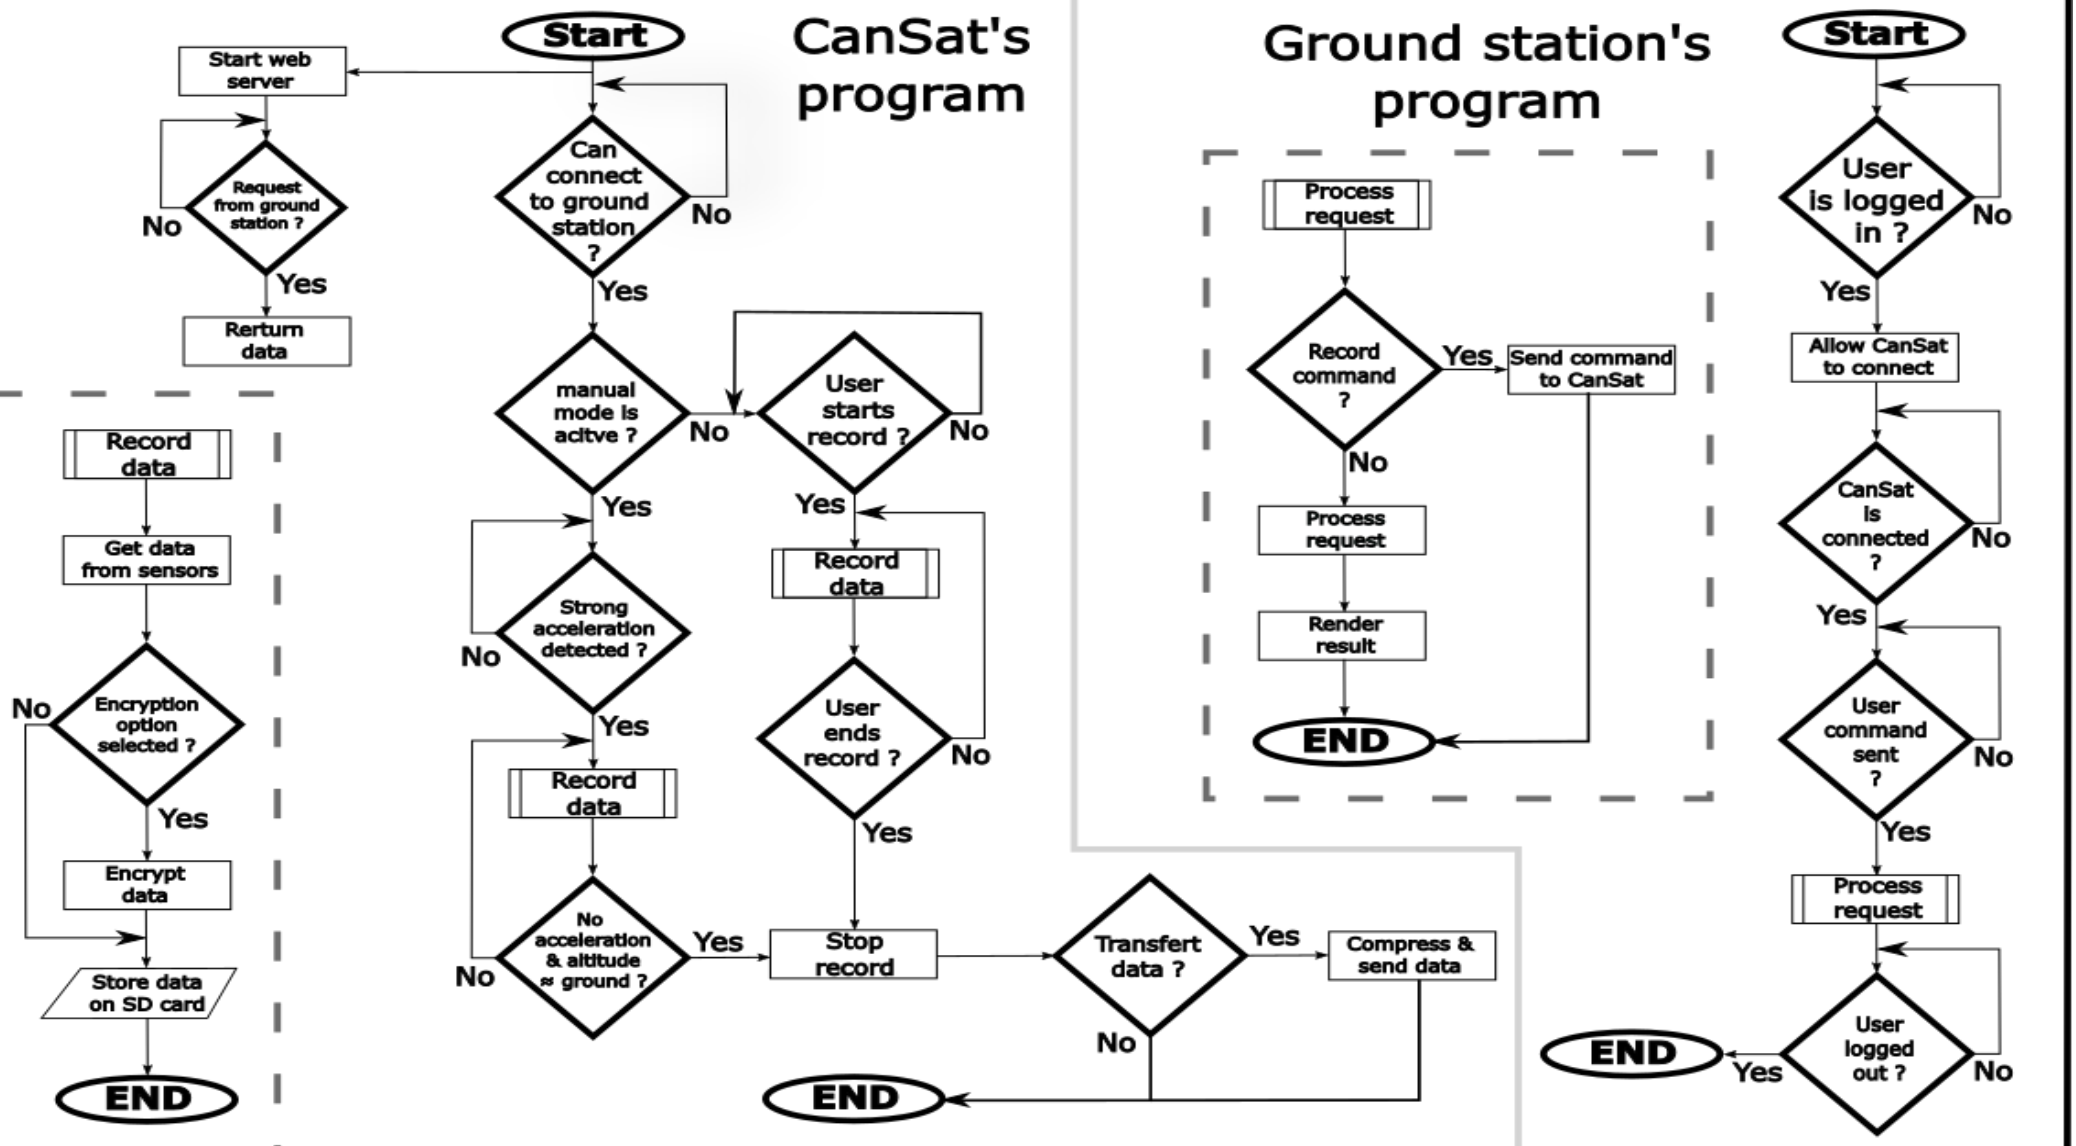 Start
CanSat's
program
Start web
server
Request
from ground
station ?
No
Yes
Rerturn
data
Can
connect
to ground
station
?
No
Yes
manual
mode is
acitve ?
No
Yes
User
starts
record ?
No
Yes
Record
data
User
ends
record ?
No
Yes
Strong
acceleration
detected ?
No
Yes
Record
data
No
acceleration
& altitude
≈ ground ?
No
Yes
Stop
record
Transfert
data ?
Yes
Compress &
send data
No
END
Record
data
Get data
from sensors
Encryption
option
selected ?
No
Yes
Encrypt
data
Store data
on SD card
END
Ground station's
program
Process
request
Record
command
?
Yes
Send command
to CanSat
No
Process
request
Render
result
END
Start
User
is logged
in ?
No
Yes
Allow CanSat
to connect
CanSat
is
connected
?
No
Yes
User
command
sent
?
No
Yes
Process
request
User
logged
out ?
No
Yes
END